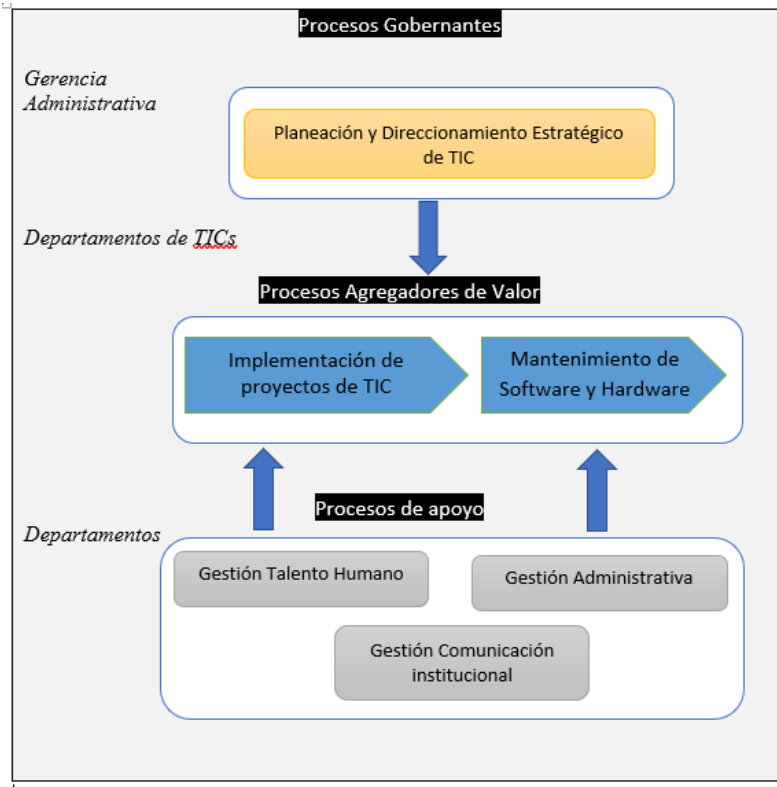 Procesos Gobernantes
Gerencia
Administrativa
Planeación y Direccionamiento Estratégico
de TIC
Departamentos de TICs
Procesos Agregadores de Valor
Implementación de
proyectos de TIC
Mantenimiento de
Software y Hardware
Procesos de apoyo
Departamentos
Gestión Talento Humano
Gestión Administrativa
Gestión Comunicación
institucional